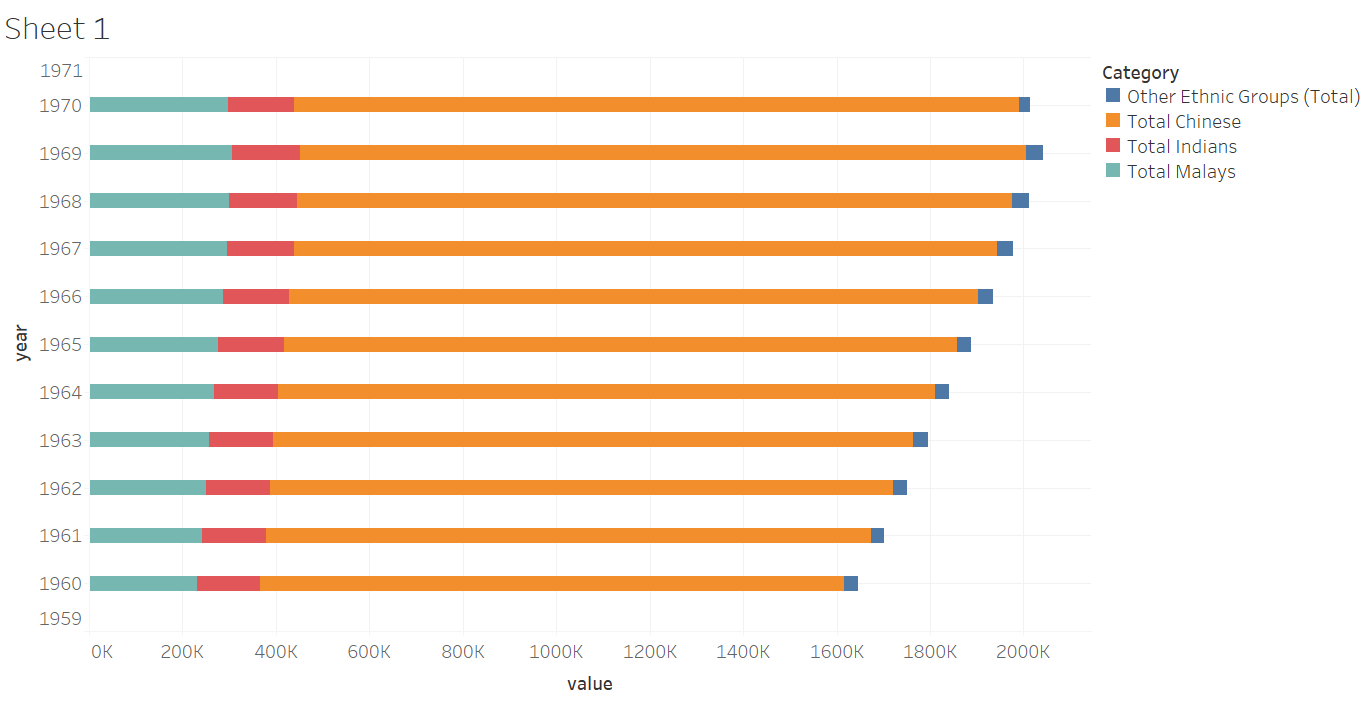 Sheet 1
Category
Other Ethnic Groups (Total)
Total Chinese
Total Indians
Total Malays
year
1971
1970
1969
1968
1967
1966
1965
1964
1963
1962
1961
1960
1959
0K 200K 400K 600K 800K 1000K 1200K 1400K 1600K 1800K 2000K
value